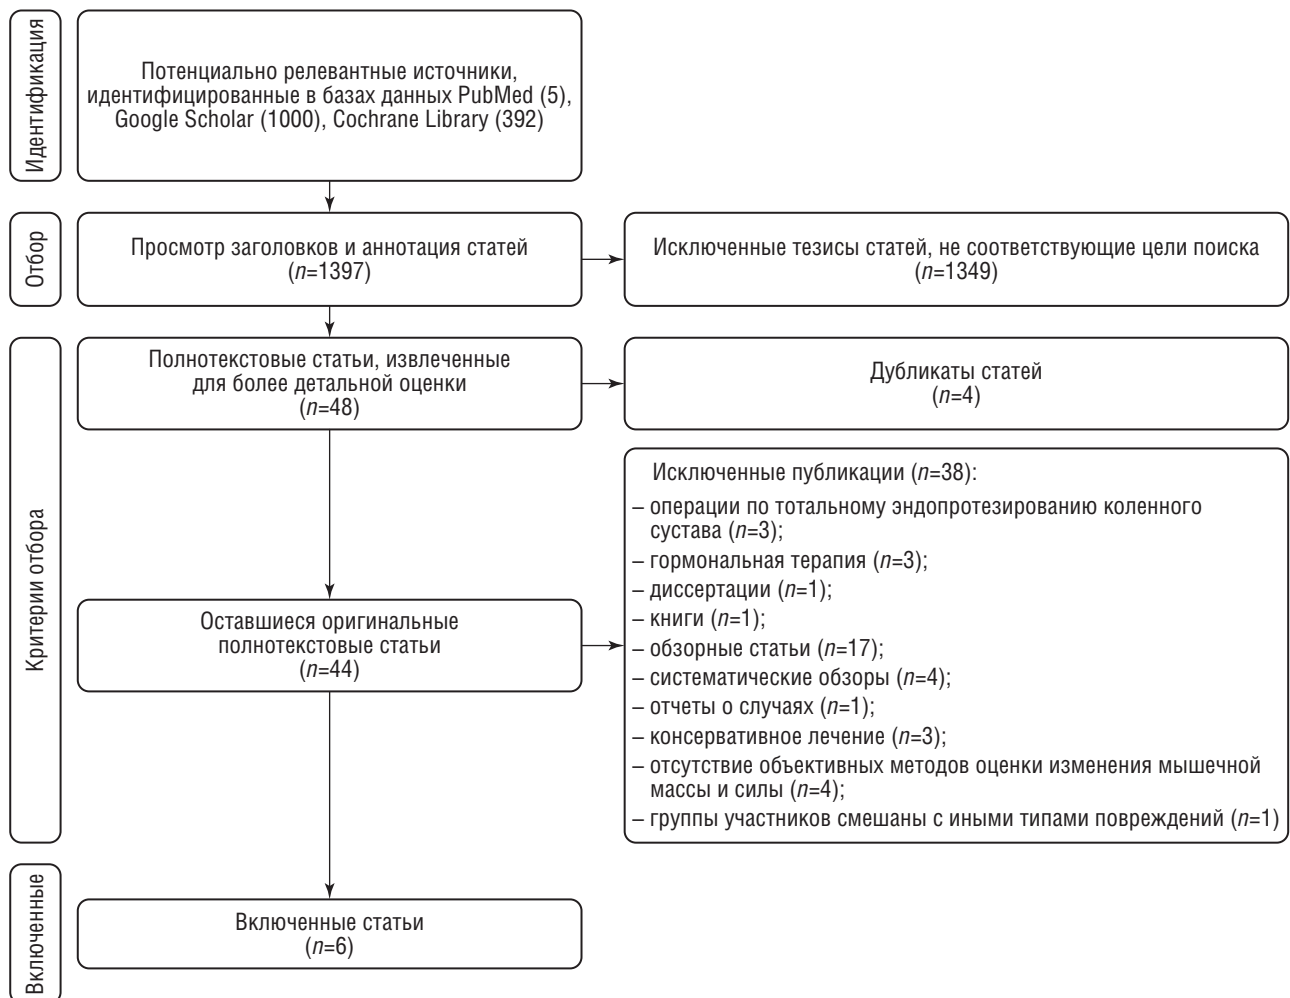 Идентификация
Потенциально релевантные источники,
идентифицированные в базах данных PubMed (5),
Google Scholar (1000), Cochrane Library (392)
Отбор
Просмотр заголовков и аннотация статей
(n=1397)
Исключенные тезисы статей, не соответствующие цели поиска
(n=1349)
Критерии отбора
Полнотекстовые статьи, извлеченные
для более детальной оценки
(n=48)
Дубликаты статей
(n=4)
Оставшиеся оригинальные
полнотекстовые статьи
(n=44)
Исключенные публикации (n=38):
– операции по тотальному эндопротезированию коленного
сустава (n=3);
– гормональная терапия (n=3);
– диссертации (n=1);
– книги (n=1);
– обзорные статьи (n=17);
– систематические обзоры (n=4);
– отчеты о случаях (n=1);
– консервативное лечение (n=3);
– отсутствие объективных методов оценки изменения мышечной
массы и силы (n=4);
– группы участников смешаны с иными типами повреждений (n=1)
Включенные
Включенные статьи
(n=6)